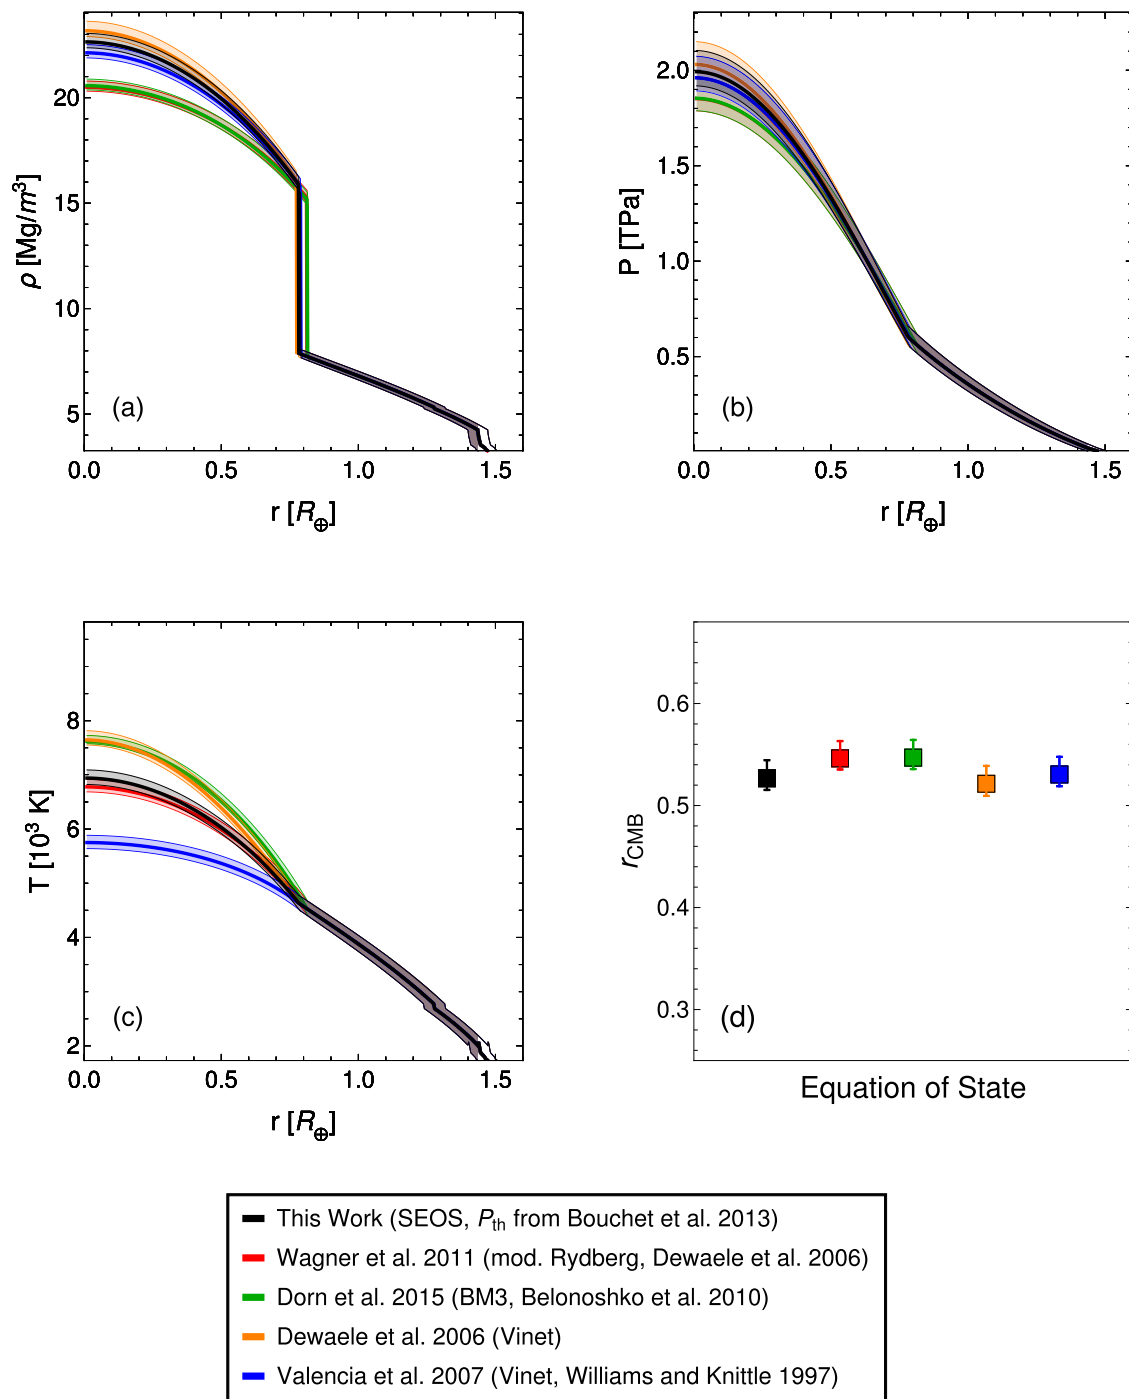 20
15
10
5
ρ [Mg/m³]
(a)
0.0 0.5 1.0 1.5
r [R⊕]
2.0
1.5
1.0
0.5
P [TPa]
(b)
0.0 0.5 1.0 1.5
r [R⊕]
8
6
4
2
T [10³ K]
(c)
0.0 0.5 1.0 1.5
r [R⊕]
0.6
0.5
0.4
0.3
r_CMB
(d)
Equation of State
This Work (SEOS, P_th from Bouchet et al. 2013)
Wagner et al. 2011 (mod. Rydberg, Dewaele et al. 2006)
Dorn et al. 2015 (BM3, Belonoshko et al. 2010)
Dewaele et al. 2006 (Vinet)
Valencia et al. 2007 (Vinet, Williams and Knittle 1997)